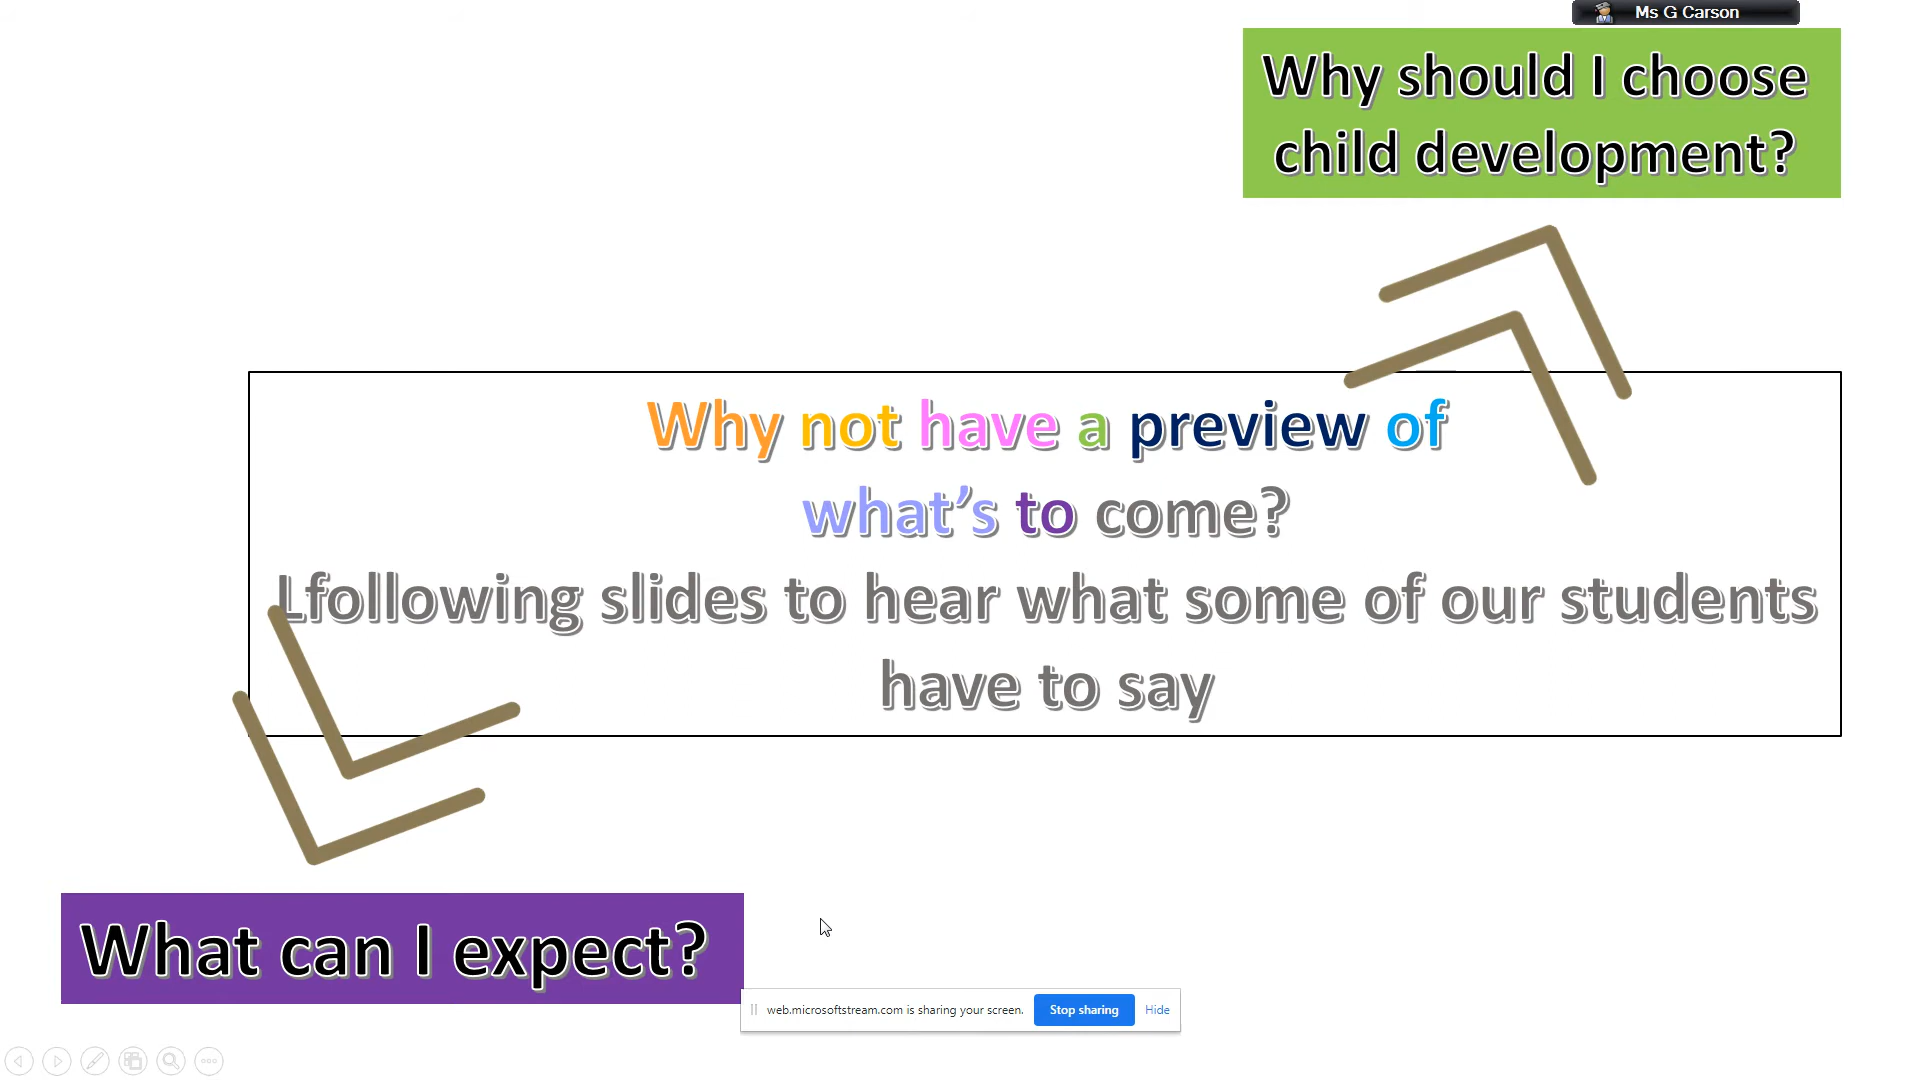 Ms G Carson
Why should I choose
child development?
Why not have a preview of
what’s to come?
Lfollowing slides to hear what some of our students
have to say
What can I expect?
web.microsoftstream.com is sharing your screen. Stop sharing Hide